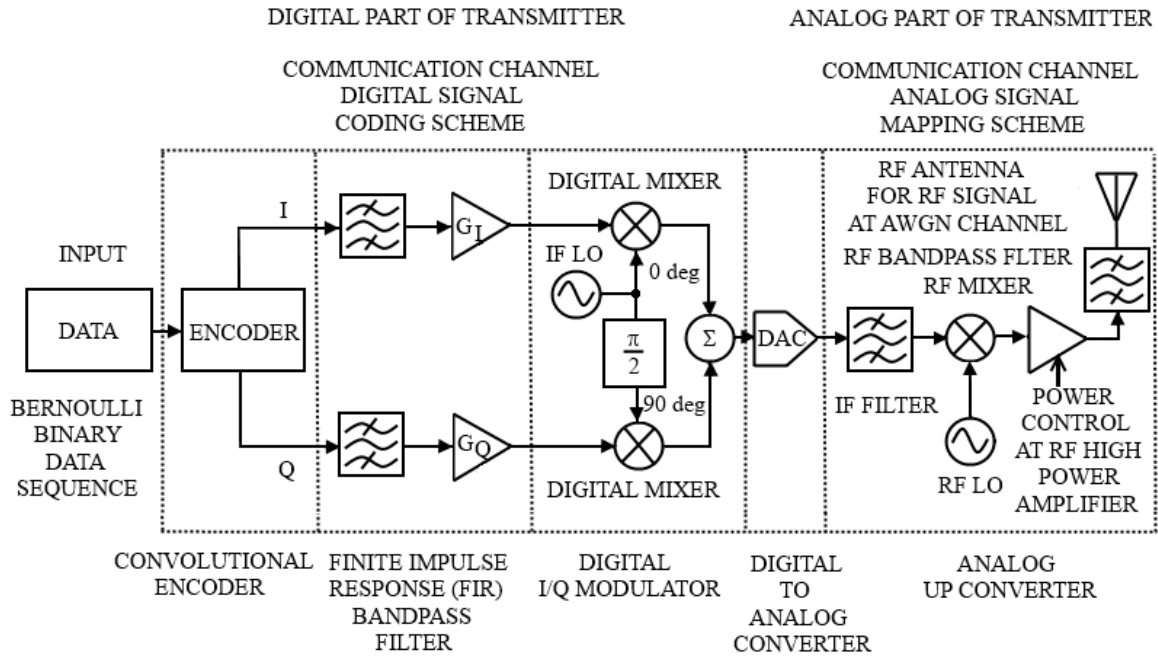 DIGITAL PART OF TRANSMITTER
ANALOG PART OF TRANSMITTER
COMMUNICATION CHANNEL
DIGITAL SIGNAL
CODING SCHEME
COMMUNICATION CHANNEL
ANALOG SIGNAL
MAPPING SCHEME
INPUT
DATA
BERNOULLI
BINARY
DATA
SEQUENCE
ENCODER
I
Q
G_I
G_Q
DIGITAL MIXER
IF LO
0 deg
π
2
90 deg
DIGITAL MIXER
Σ
DAC
RF ANTENNA
FOR RF SIGNAL
AT AWGN CHANNEL
RF BANDPASS FLTER
RF MIXER
IF FILTER
RF LO
POWER
CONTROL
AT RF HIGH
POWER
AMPLIFIER
CONVOLUTIONAL
ENCODER
FINITE IMPULSE
RESPONSE (FIR)
BANDPASS
FILTER
DIGITAL
I/Q MODULATOR
DIGITAL
TO
ANALOG
CONVERTER
ANALOG
UP CONVERTER